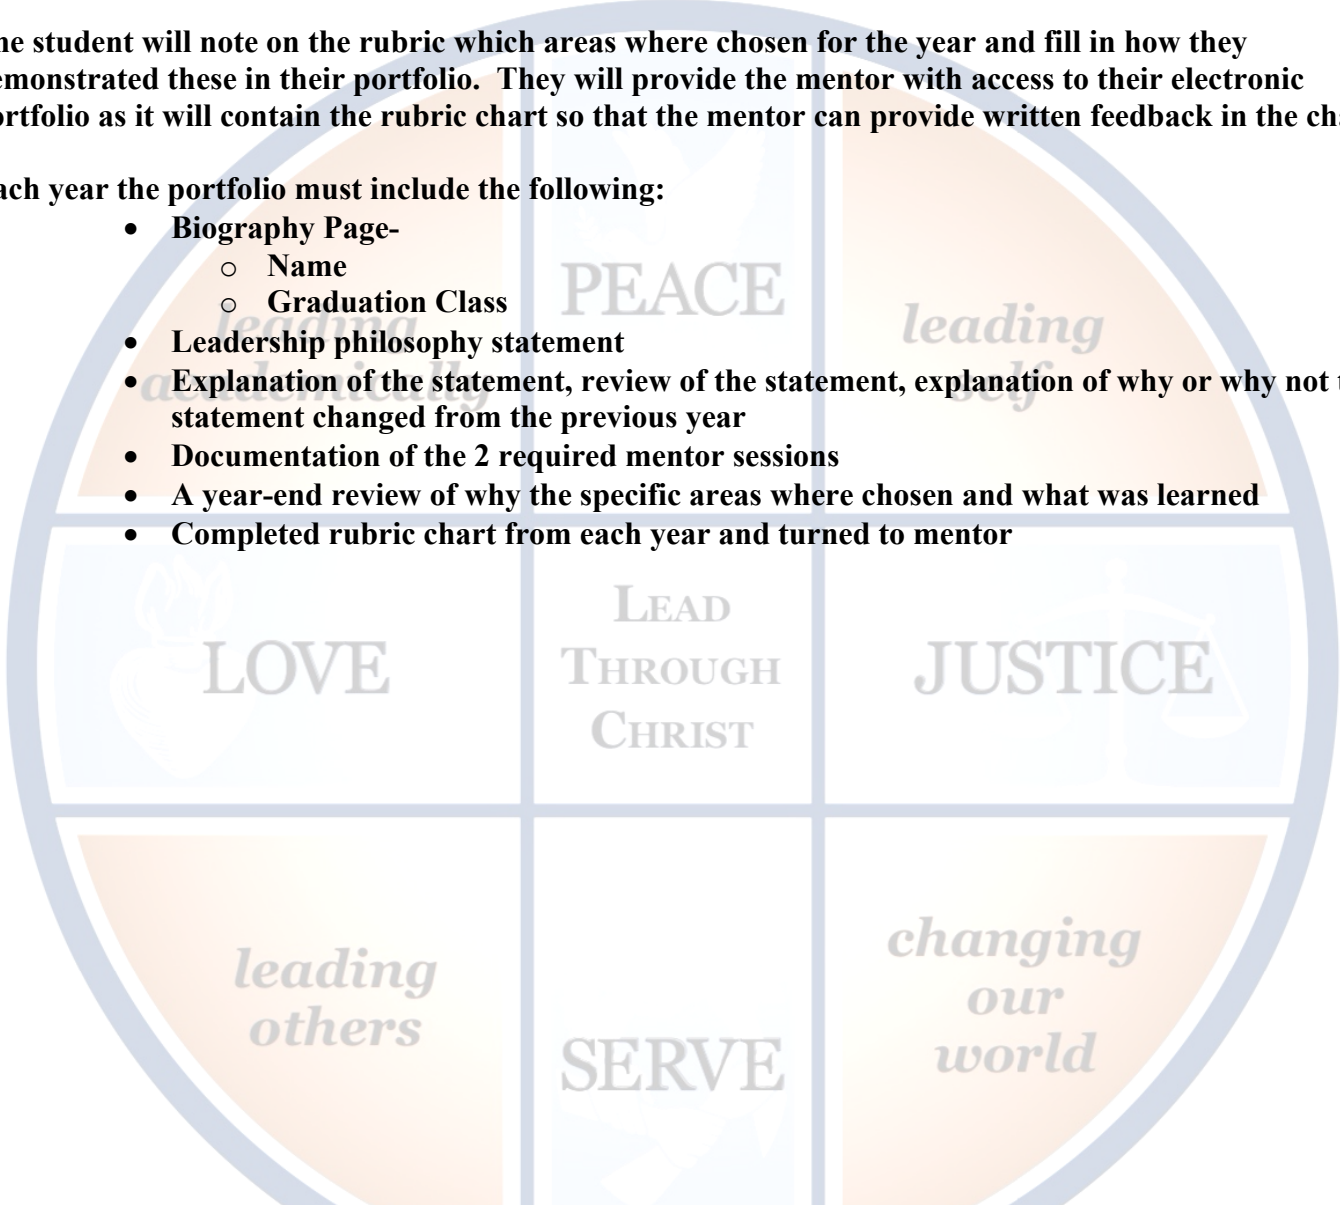 he student will note on the rubric which areas where chosen for the year and fill in how they
emonstrated these in their portfolio. They will provide the mentor with access to their electronic
ortfolio as it will contain the rubric chart so that the mentor can provide written feedback in the cha
ach year the portfolio must include the following:
• Biography Page-
o Name
o Graduation Class
• Leadership philosophy statement
• Explanation of the statement, review of the statement, explanation of why or why not t
statement changed from the previous year
• Documentation of the 2 required mentor sessions
• A year-end review of why the specific areas where chosen and what was learned
• Completed rubric chart from each year and turned to mentor
PEACE
leading
academically
leading
self
LOVE
LEAD
THROUGH
CHRIST
JUSTICE
leading
others
SERVE
changing
our
world